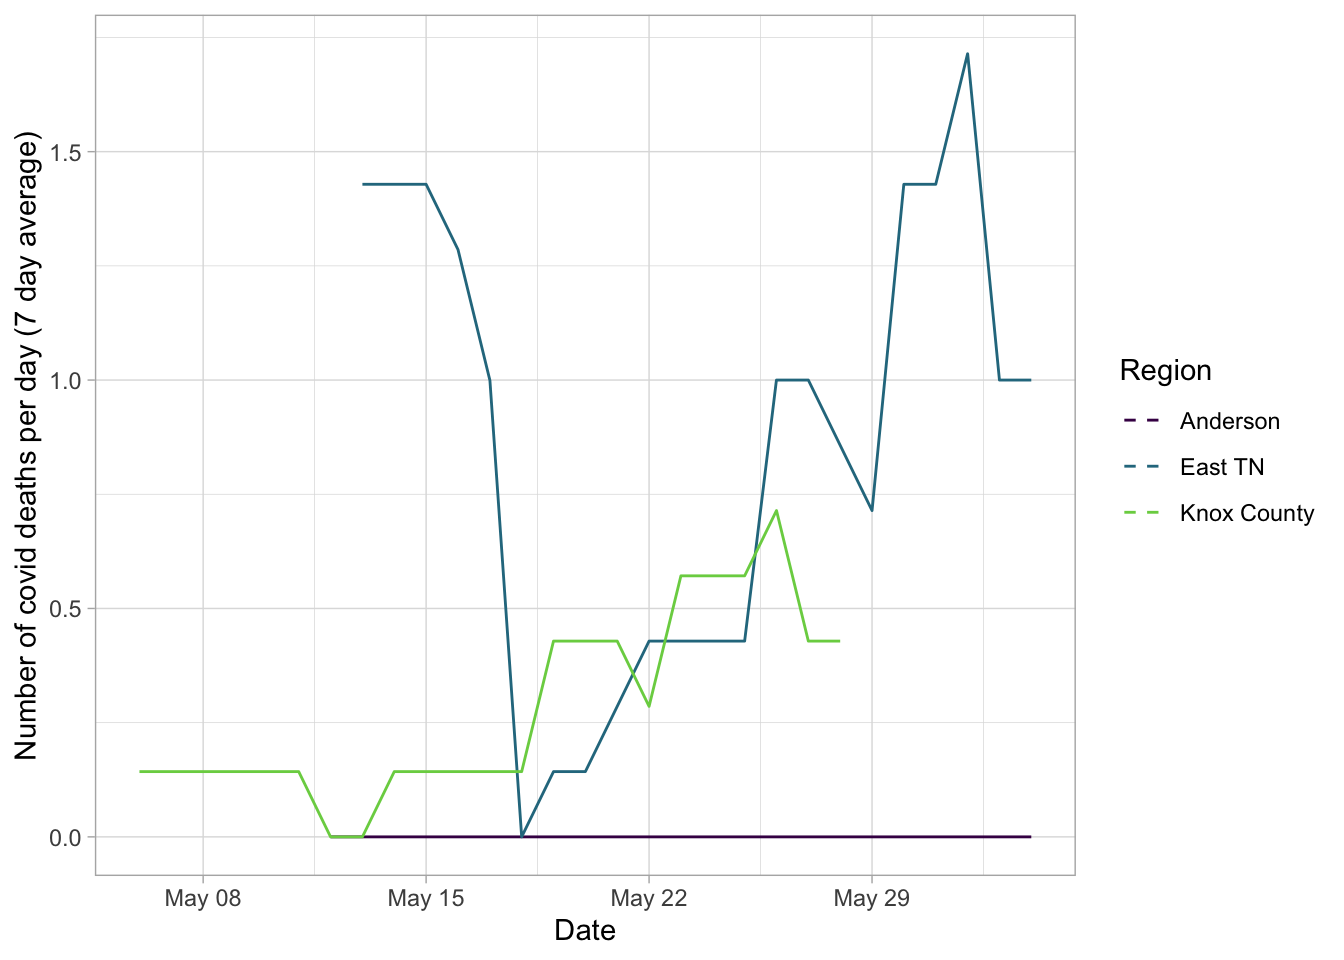 Number of covid deaths per day (7 day average)
1.5
1.0
0.5
0.0
May 08
May 15
May 22
May 29
Date
Region
Anderson
East TN
Knox County